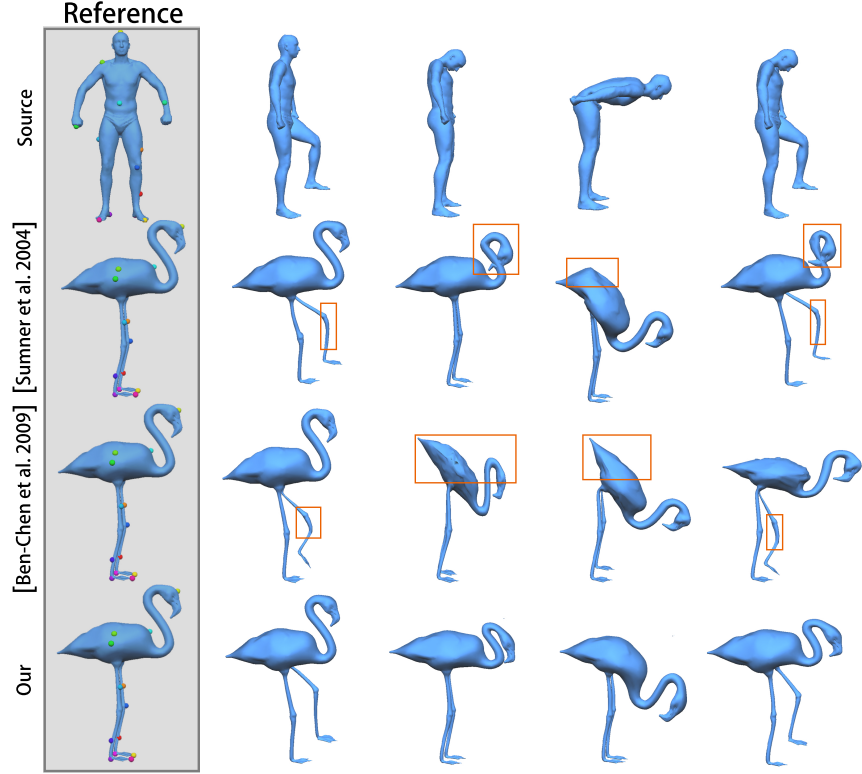 Reference
Source
[Sumner et al. 2004]
[Ben-Chen et al. 2009]
Our